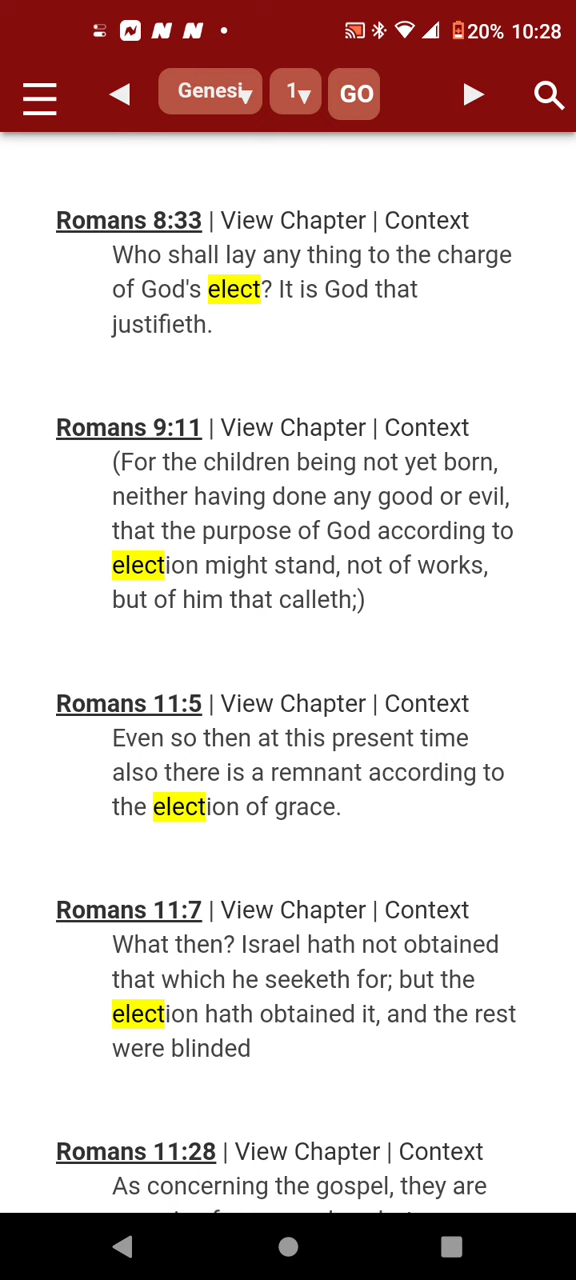 20% 10:28
Genesi 1 GO
Romans 8:33 | View Chapter | Context
Who shall lay any thing to the charge
of God's elect? It is God that
justifieth.
Romans 9:11 | View Chapter | Context
(For the children being not yet born,
neither having done any good or evil,
that the purpose of God according to
election might stand, not of works,
but of him that calleth;)
Romans 11:5 | View Chapter | Context
Even so then at this present time
also there is a remnant according to
the election of grace.
Romans 11:7 | View Chapter | Context
What then? Israel hath not obtained
that which he seeketh for; but the
election hath obtained it, and the rest
were blinded
Romans 11:28 | View Chapter | Context
As concerning the gospel, they are